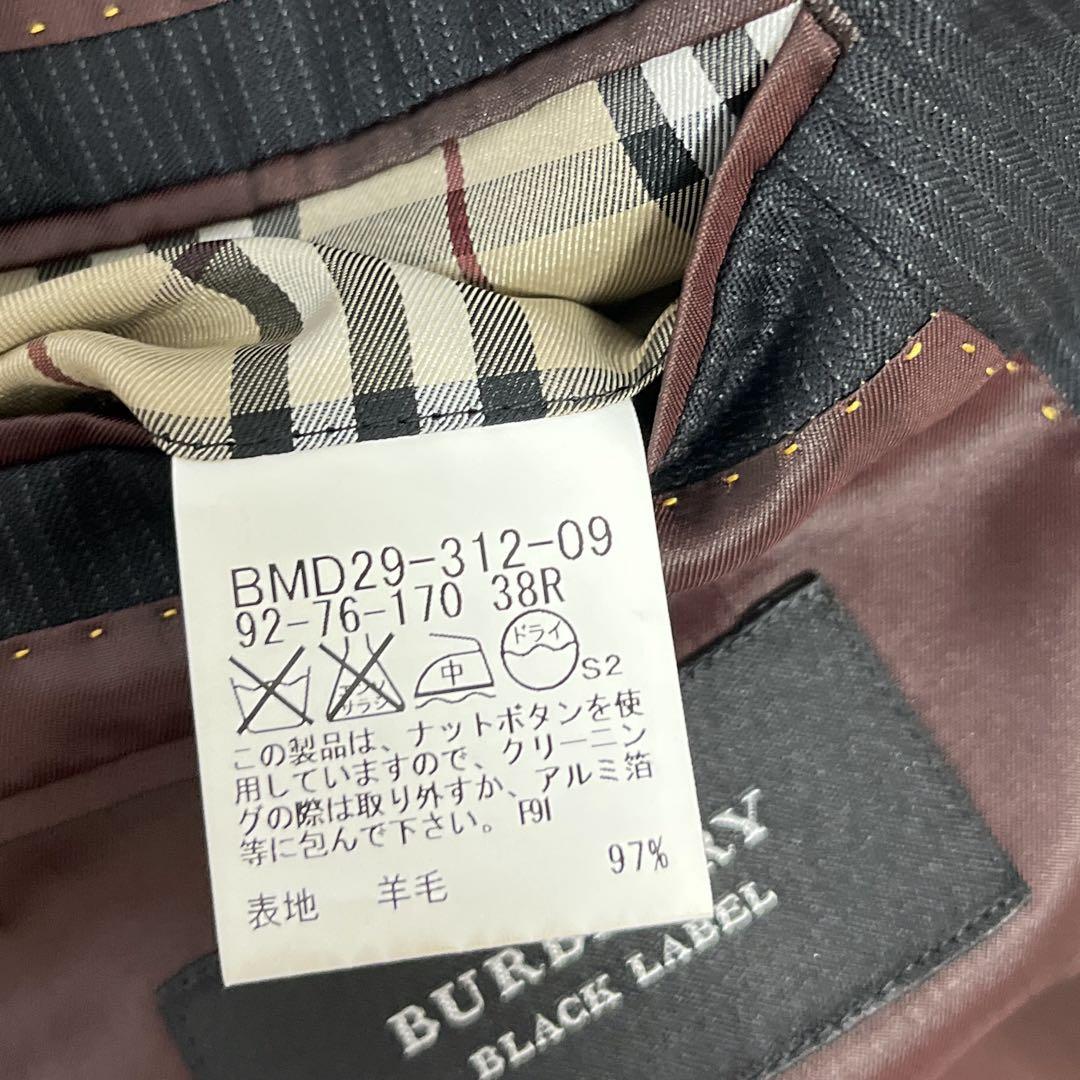 BMD29-312-09
92-76-170 38R
中 ドライ S2
この製品は、ナットボタンを使
用していますので、クリーニン
グの際は取り外すか、アルミ箔
等に包んで下さい。 F91
表地 羊毛 97%
BLACK LABEL